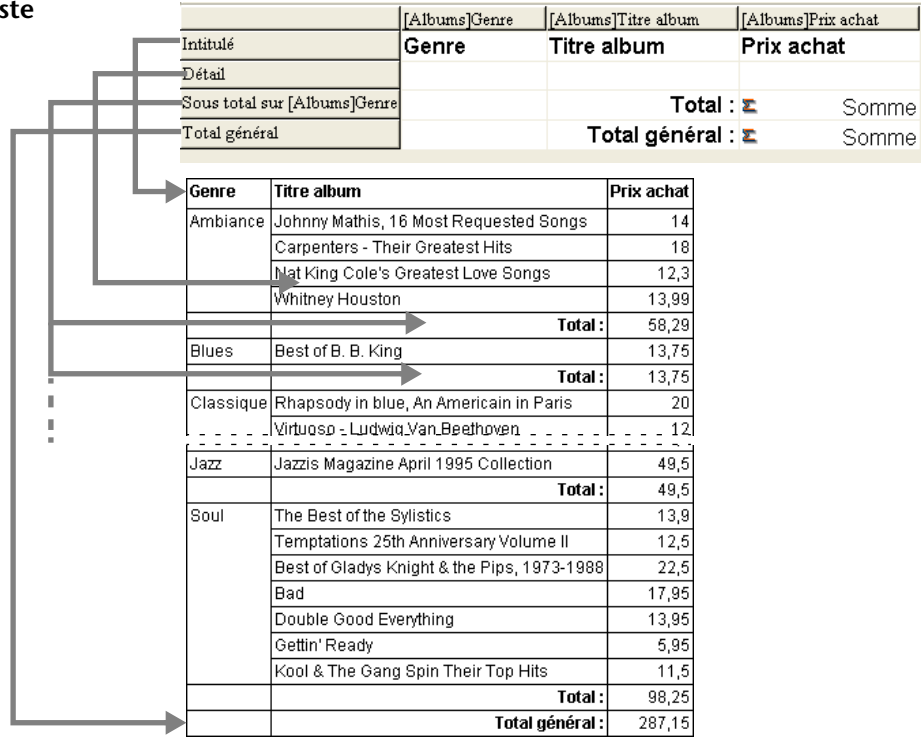 ste
[Albums]Genre [Albums]Titre album [Albums]Prix achat
Intitulé Genre Titre album Prix achat
Détail
Sous total sur [Albums]Genre Total : Σ Somme
Total général Total général : Σ Somme
Genre Titre album Prix achat
Ambiance Johnny Mathis, 16 Most Requested Songs 14
Carpenters - Their Greatest Hits 18
Nat King Cole's Greatest Love Songs 12,3
Whitney Houston 13,99
Total : 58,29
Blues Best of B. B. King 13,75
Total : 13,75
Classique Rhapsody in blue, An Americain in Paris 20
Virtuoso - Ludwig Van Beethoven 12
Jazz Jazzis Magazine April 1995 Collection 49,5
Total : 49,5
Soul The Best of the Sylistics 13,9
Temptations 25th Anniversary Volume II 12,5
Best of Gladys Knight & the Pips, 1973-1988 22,5
Bad 17,95
Double Good Everything 13,95
Gettin' Ready 5,95
Kool & The Gang Spin Their Top Hits 11,5
Total : 98,25
Total général : 287,15